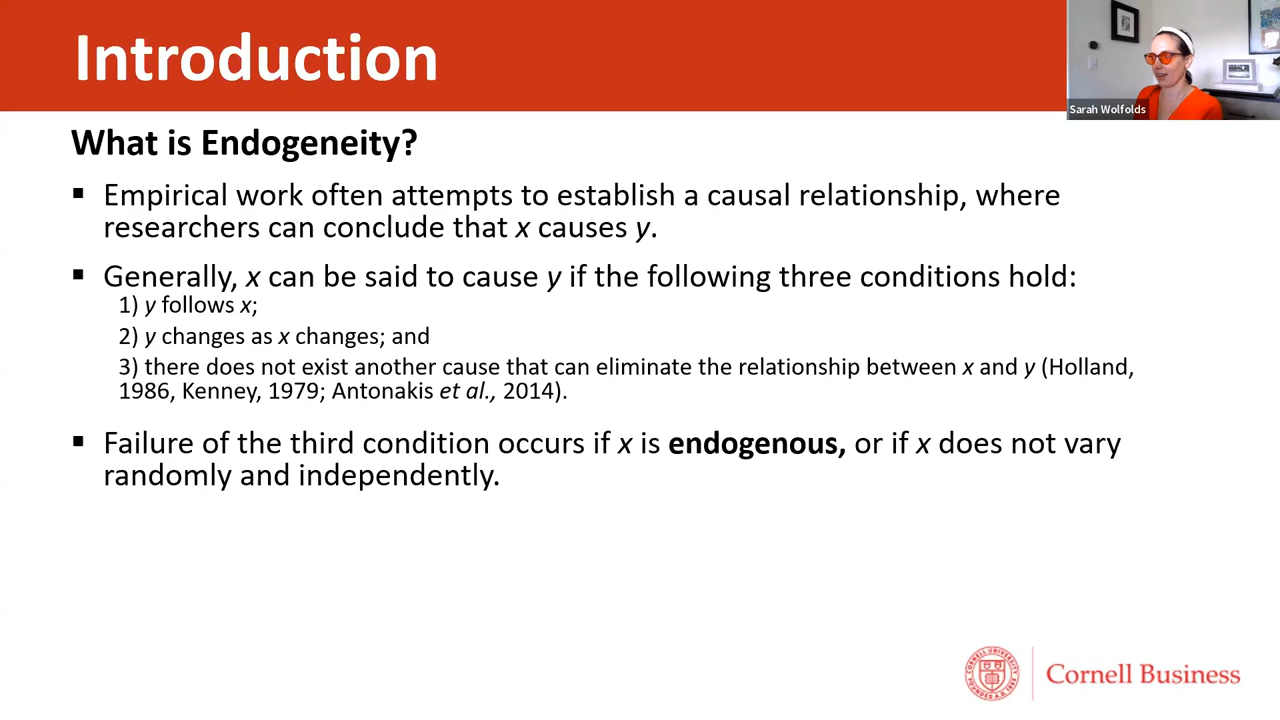 Introduction
Sarah Wolfolds
What is Endogeneity?
▪ Empirical work often attempts to establish a causal relationship, where
researchers can conclude that x causes y.
▪ Generally, x can be said to cause y if the following three conditions hold:
1) y follows x;
2) y changes as x changes; and
3) there does not exist another cause that can eliminate the relationship between x and y (Holland,
1986, Kenney, 1979; Antonakis et al., 2014).
▪ Failure of the third condition occurs if x is endogenous, or if x does not vary
randomly and independently.
Cornell Business